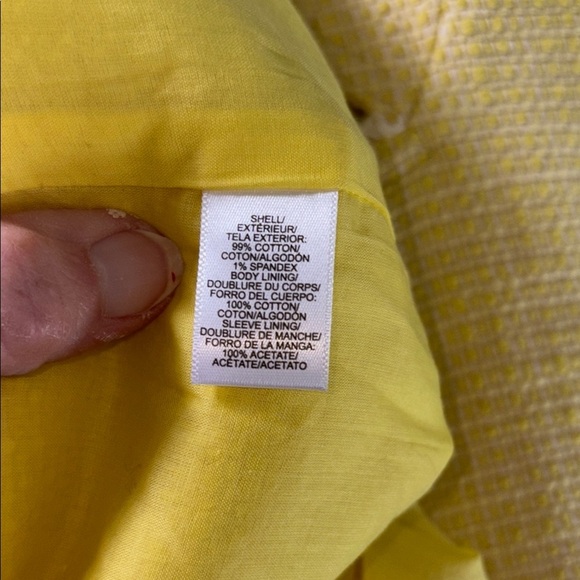 SHELL/
EXTÉRIEUR/
TELA EXTERIOR:
99% COTTON/
COTON/ALGODÓN
1% SPANDEX
BODY LINING/
DOUBLURE DU CORPS/
FORRO DEL CUERPO:
100% COTTON/
COTON/ALGODÓN
SLEEVE LINING/
DOUBLURE DE MANCHE/
FORRO DE LA MANGA:
100% ACETATE/
ACÉTATE/ACETATO